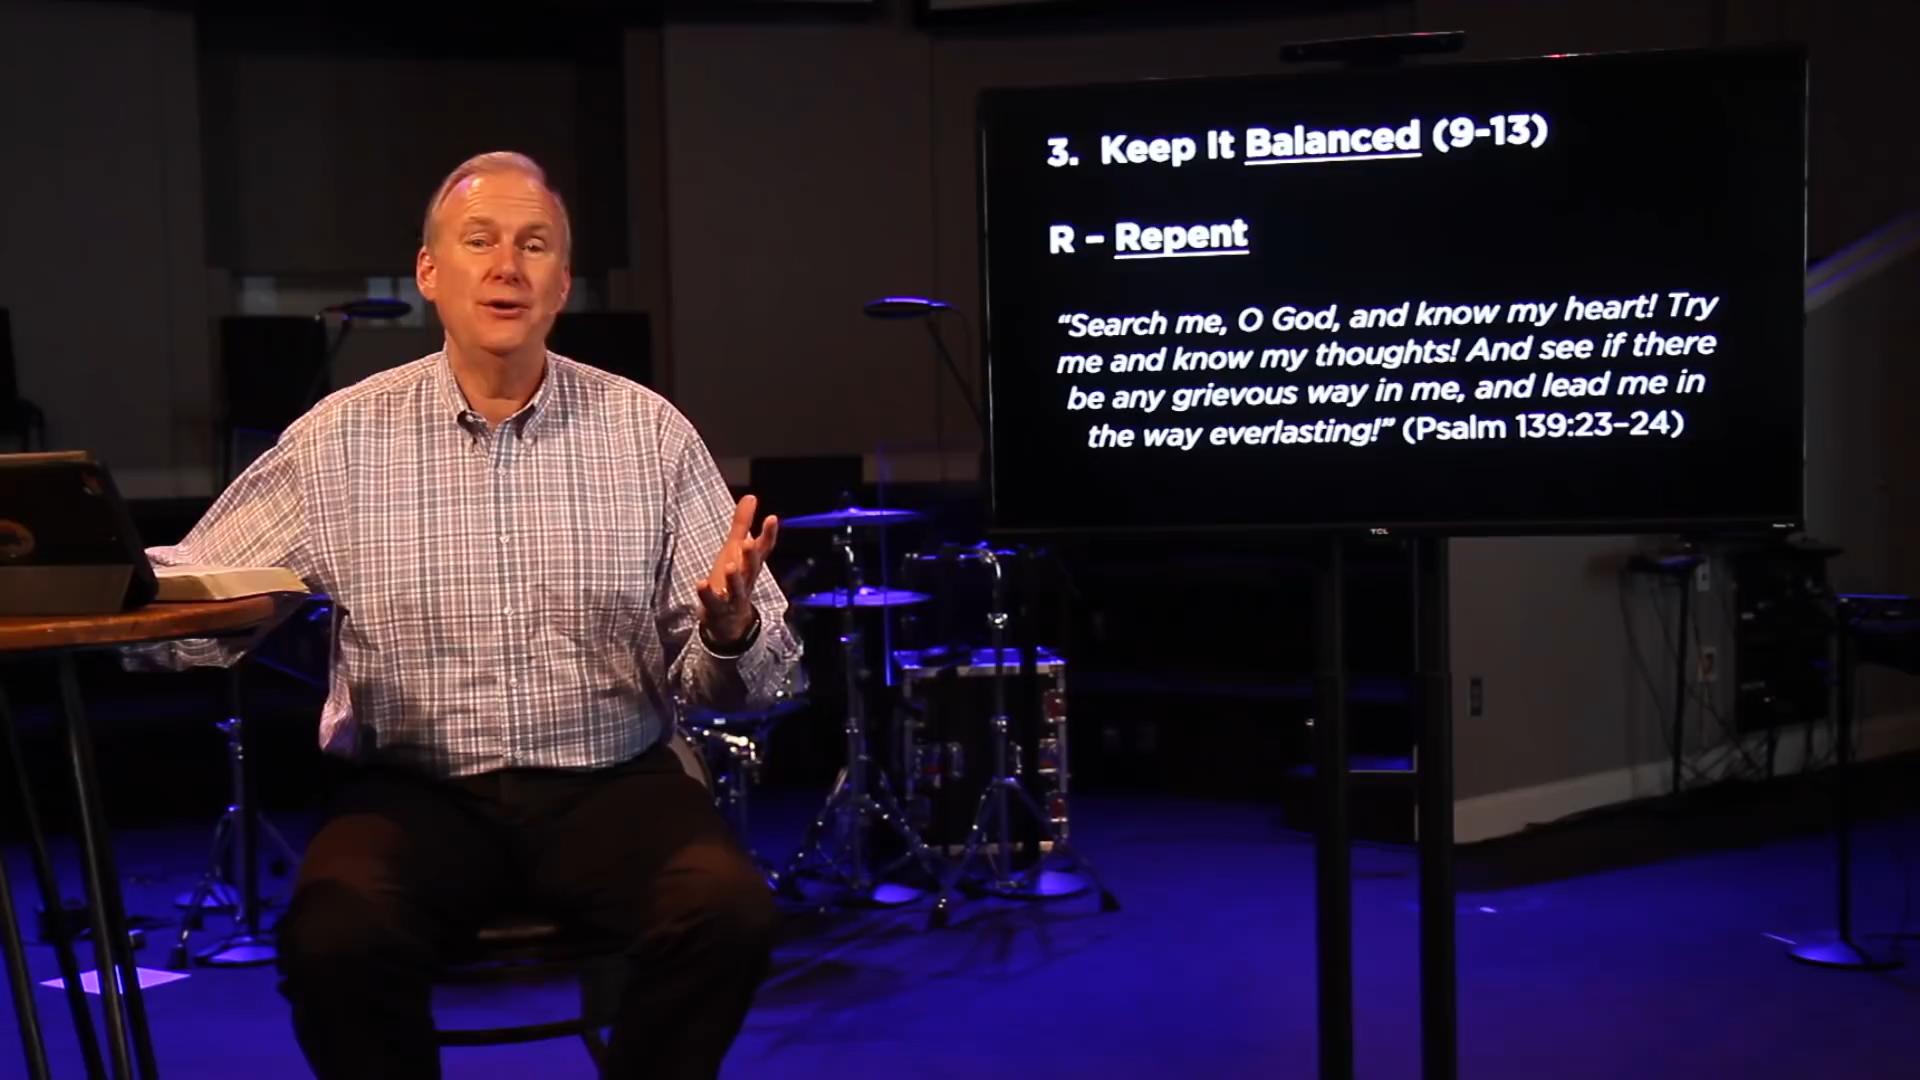 3. Keep It Balanced (9-13)
R – Repent
“Search me, O God, and know my heart! Try
me and know my thoughts! And see if there
be any grievous way in me, and lead me in
the way everlasting!” (Psalm 139:23–24)
TCL